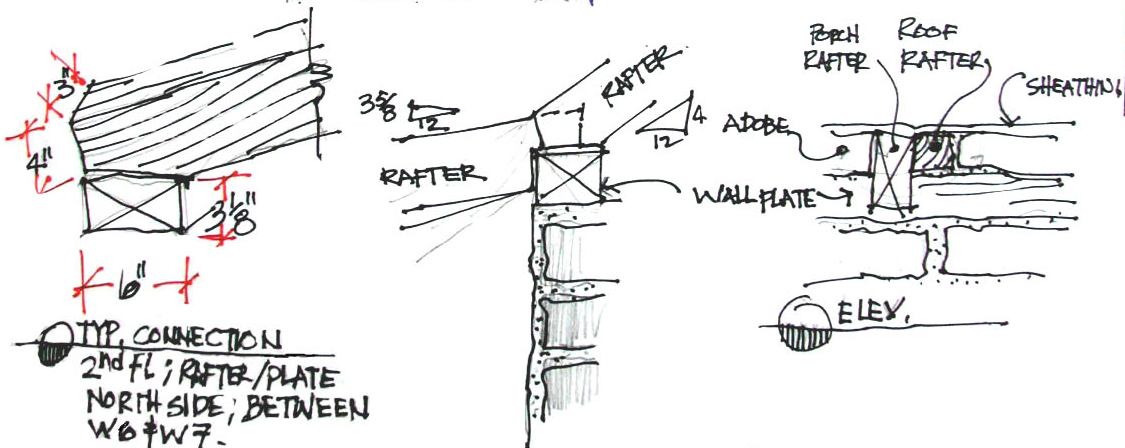 3"
4"
3 1/8"
6"
TYP. CONNECTION
2nd FL; RAFTER/PLATE
NORTH SIDE; BETWEEN
W6 & W7.
3 5/8
12
RAFTER
RAFTER
4
12
ADOBE
WALL PLATE
PORCH
RAFTER
ROOF
RAFTER
SHEATHING
ELEV.